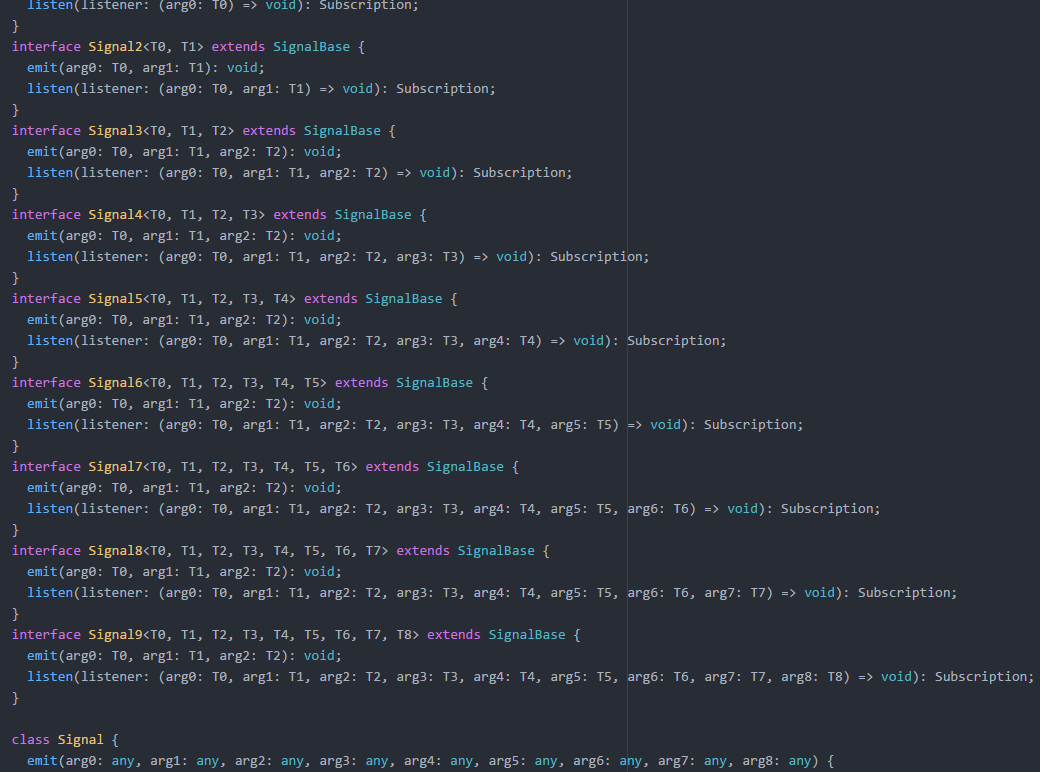 listen(listener: (arg0: T0) => void): Subscription;
}
interface Signal2<T0, T1> extends SignalBase {
  emit(arg0: T0, arg1: T1): void;
  listen(listener: (arg0: T0, arg1: T1) => void): Subscription;
}
interface Signal3<T0, T1, T2> extends SignalBase {
  emit(arg0: T0, arg1: T1, arg2: T2): void;
  listen(listener: (arg0: T0, arg1: T1, arg2: T2) => void): Subscription;
}
interface Signal4<T0, T1, T2, T3> extends SignalBase {
  emit(arg0: T0, arg1: T1, arg2: T2): void;
  listen(listener: (arg0: T0, arg1: T1, arg2: T2, arg3: T3) => void): Subscription;
}
interface Signal5<T0, T1, T2, T3, T4> extends SignalBase {
  emit(arg0: T0, arg1: T1, arg2: T2): void;
  listen(listener: (arg0: T0, arg1: T1, arg2: T2, arg3: T3, arg4: T4) => void): Subscription;
}
interface Signal6<T0, T1, T2, T3, T4, T5> extends SignalBase {
  emit(arg0: T0, arg1: T1, arg2: T2): void;
  listen(listener: (arg0: T0, arg1: T1, arg2: T2, arg3: T3, arg4: T4, arg5: T5) => void): Subscription;
}
interface Signal7<T0, T1, T2, T3, T4, T5, T6> extends SignalBase {
  emit(arg0: T0, arg1: T1, arg2: T2): void;
  listen(listener: (arg0: T0, arg1: T1, arg2: T2, arg3: T3, arg4: T4, arg5: T5, arg6: T6) => void): Subscription;
}
interface Signal8<T0, T1, T2, T3, T4, T5, T6, T7> extends SignalBase {
  emit(arg0: T0, arg1: T1, arg2: T2): void;
  listen(listener: (arg0: T0, arg1: T1, arg2: T2, arg3: T3, arg4: T4, arg5: T5, arg6: T6, arg7: T7) => void): Subscription;
}
interface Signal9<T0, T1, T2, T3, T4, T5, T6, T7, T8> extends SignalBase {
  emit(arg0: T0, arg1: T1, arg2: T2): void;
  listen(listener: (arg0: T0, arg1: T1, arg2: T2, arg3: T3, arg4: T4, arg5: T5, arg6: T6, arg7: T7, arg8: T8) => void): Subscription;
}

class Signal {
  emit(arg0: any, arg1: any, arg2: any, arg3: any, arg4: any, arg5: any, arg6: any, arg7: any, arg8: any) {